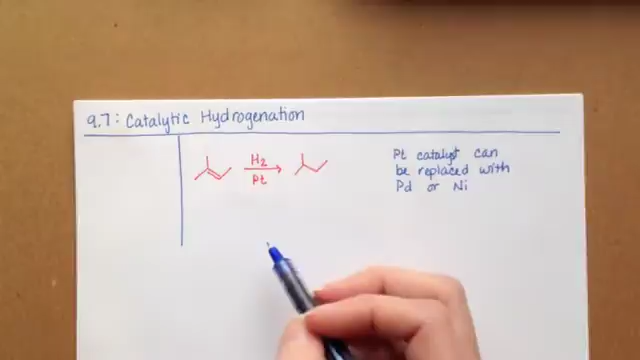 9.7: Catalytic Hydrogenation
H2
Pt
Pt catalyst can
be replaced with
Pd or Ni